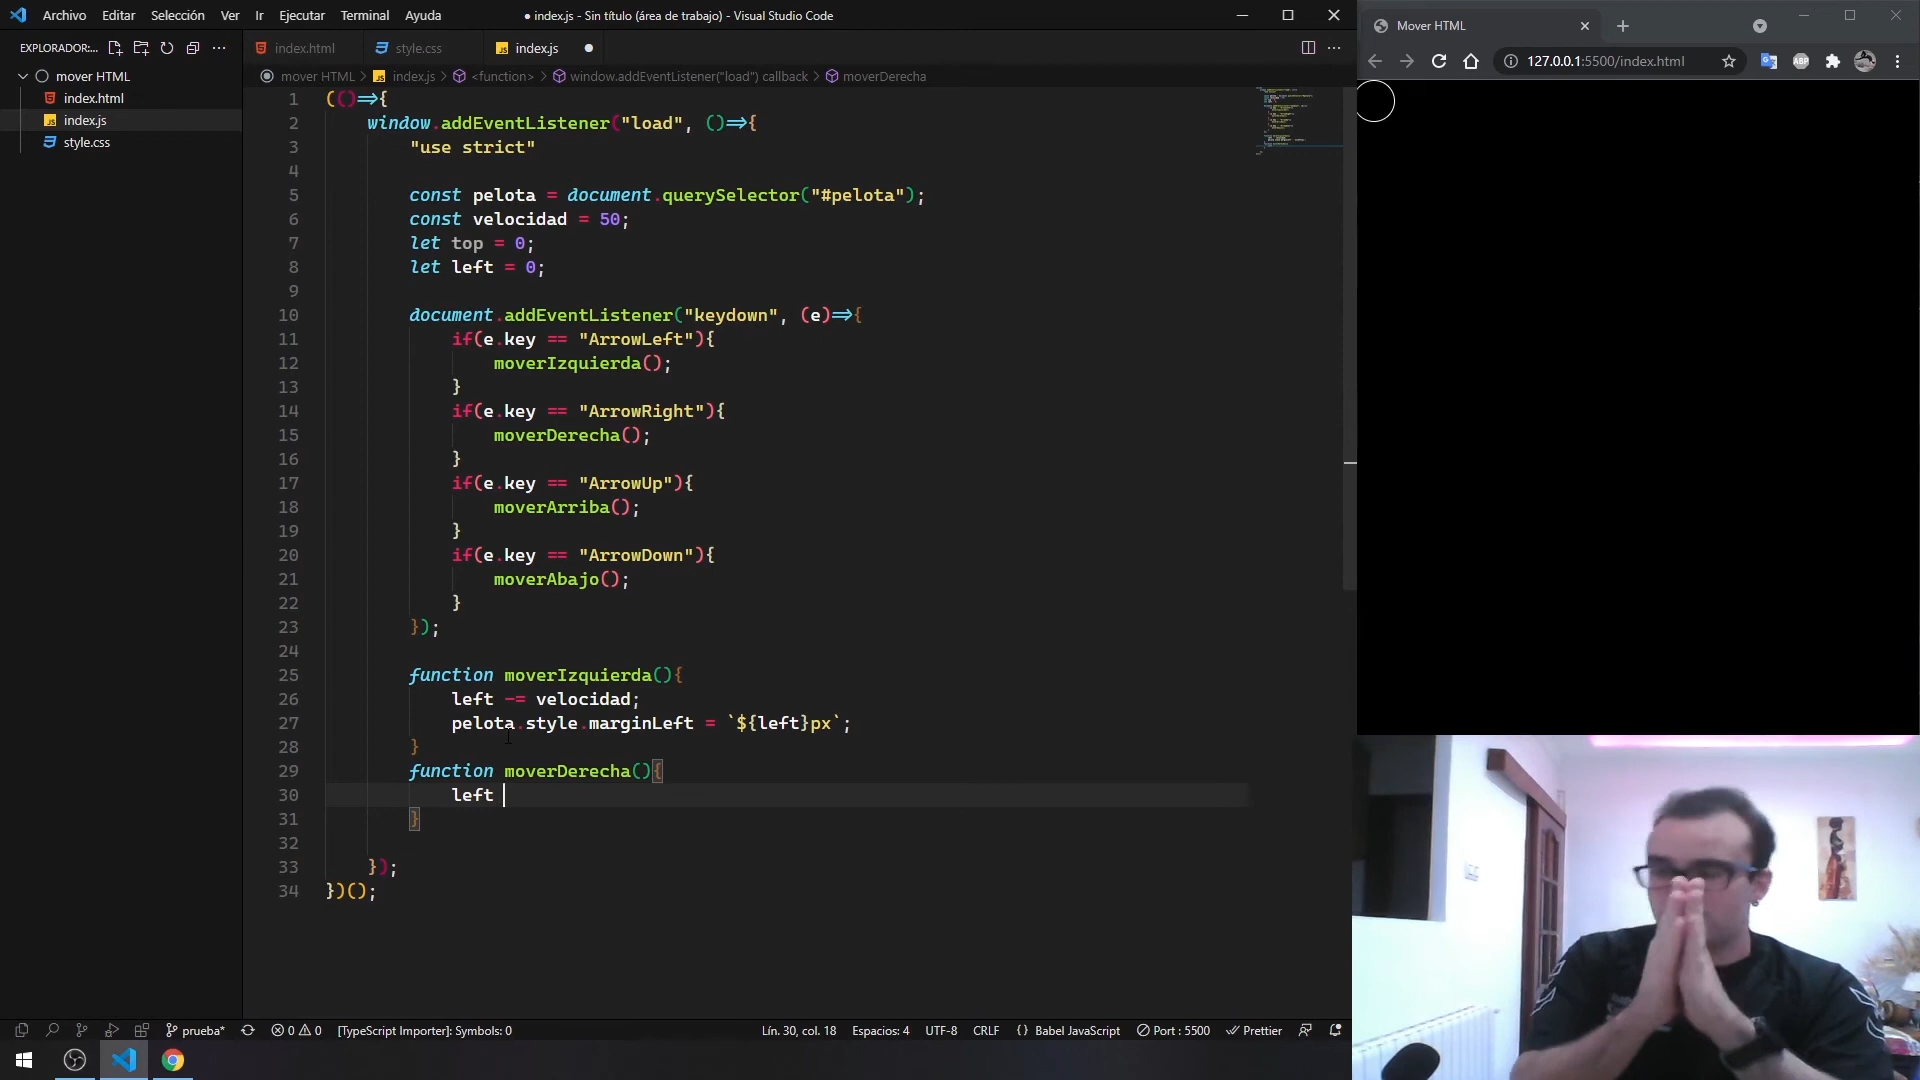 Archivo Editar Selección Ver Ir Ejecutar Terminal Ayuda
● index.js - Sin título (área de trabajo) - Visual Studio Code
EXPLORADOR:...
mover HTML
index.html
index.js
style.css
index.html style.css index.js
mover HTML > index.js > <function> > window.addEventListener("load") callback > moverDerecha
1 (()=>{
2 window.addEventListener("load", ()=>{
3 "use strict"
4
5 const pelota = document.querySelector("#pelota");
6 const velocidad = 50;
7 let top = 0;
8 let left = 0;
9
10 document.addEventListener("keydown", (e)=>{
11 if(e.key == "ArrowLeft"){
12 moverIzquierda();
13 }
14 if(e.key == "ArrowRight"){
15 moverDerecha();
16 }
17 if(e.key == "ArrowUp"){
18 moverArriba();
19 }
20 if(e.key == "ArrowDown"){
21 moverAbajo();
22 }
23 });
24
25 function moverIzquierda(){
26 left -= velocidad;
27 pelota.style.marginLeft = `${left}px`;
28 }
29 function moverDerecha(){
30 left
31 }
32
33 });
34 })();
prueba* 0 0 [TypeScript Importer]: Symbols: 0 Lín. 30, col. 18 Espacios: 4 UTF-8 CRLF {} Babel JavaScript Port : 5500 Prettier
Mover HTML
127.0.0.1:5500/index.html
ABP